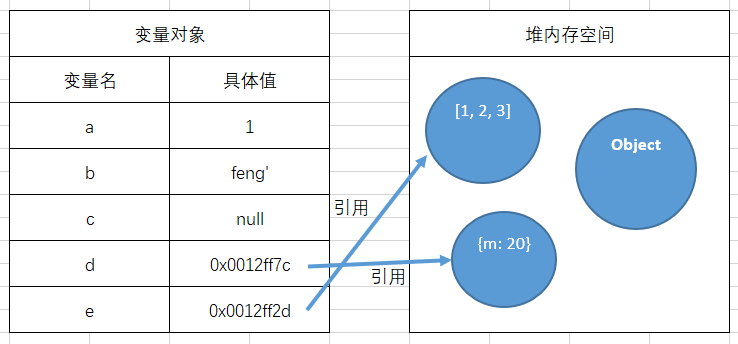 变量对象
堆内存空间
变量名 具体值
a 1
b feng'
c null
d 0x0012ff7c
e 0x0012ff2d
引用
引用
[1, 2, 3]
Object
{m: 20}